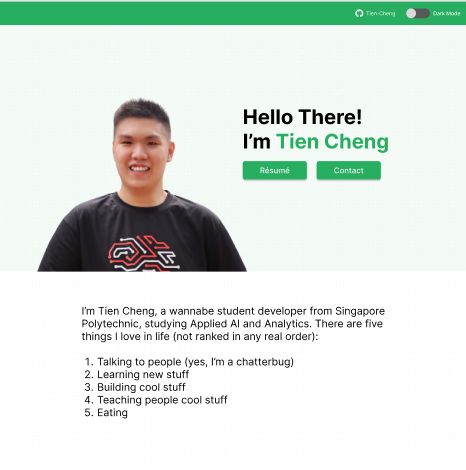 Tien-Cheng
Dark Mode
Hello There!
I'm Tien Cheng
Résumé
Contact
I'm Tien Cheng, a wannabe student developer from Singapore
Polytechnic, studying Applied AI and Analytics. There are five
things I love in life (not ranked in any real order):
1. Talking to people (yes, I'm a chatterbug)
2. Learning new stuff
3. Building cool stuff
4. Teaching people cool stuff
5. Eating